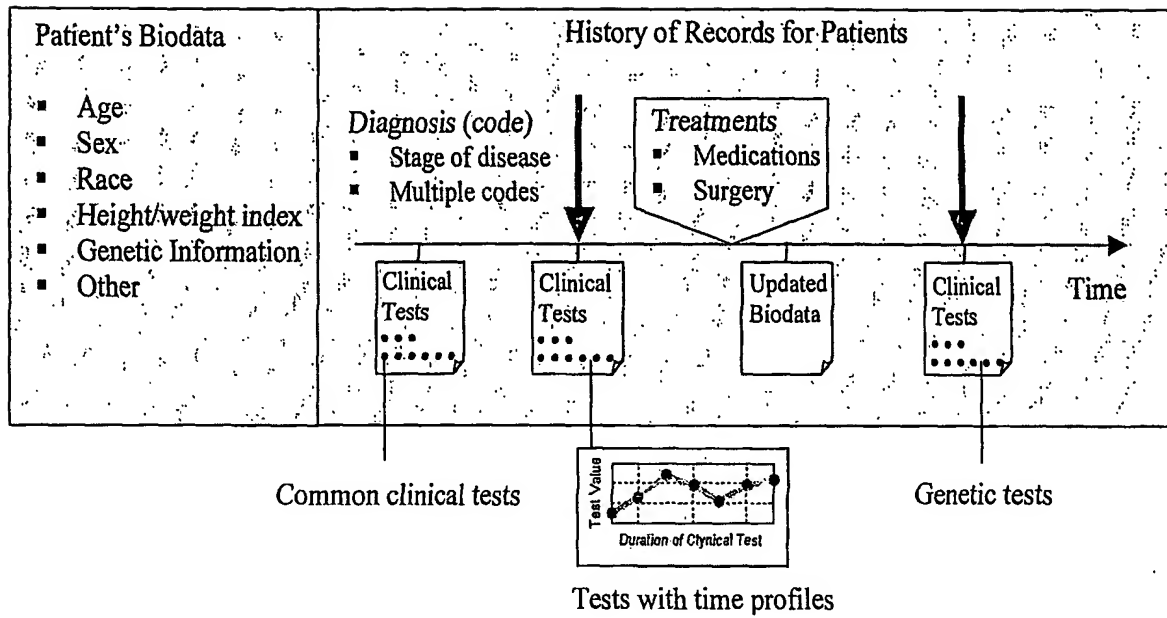 Patient's Biodata
▪ Age
▪ Sex
▪ Race
▪ Height/weight index
▪ Genetic Information
▪ Other
History of Records for Patients
Diagnosis (code)
▪ Stage of disease
▪ Multiple codes
Treatments
▪ Medications
▪ Surgery
Clinical
Tests
Clinical
Tests
Updated
Biodata
Clinical
Tests
Time
Common clinical tests
Test Value
Duration of Clynical Test
Tests with time profiles
Genetic tests